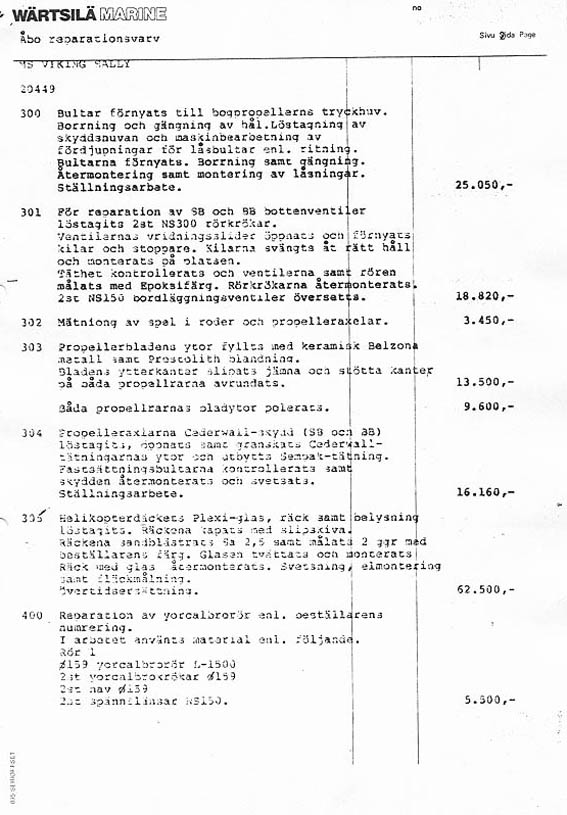 WÄRTSILÄ MARINE
no
Åbo reparationsvarv
Sivu Sida Page
MS VIKING SALLY
20449
300 Bultar förnyats till bogpropellerns tryckhuv.
Borrning och gängning av hål.Löstagning av
skyddshuvan och maskinbearbetning av
fördjupningar för låsbultar enl. ritning.
Bultarna förnyats. Borrning samt gängning.
Återmontering samt montering av låsningar.
Ställningsarbete. 25.050,-
301 För reparation av SB och BB bottenventiler
löstagits 2st NS300 rörkrökar.
Ventilernas vridningsslider öppnats och förnyats
kilar och stoppare. Kilarna svängts åt rätt håll
och monterats på platsen.
Täthet kontrollerats och ventilerna samt rören
målats med Epoksifärg. Rörkrökarna återmonterats.
2st NS150 bordläggningsventiler översetts. 18.820,-
302 Mätniong av spel i roder och propelleraxelar. 3.450,-
303 Propellerbladens ytor fyllts med keramisk Belzona
metall samt Prestolith blandning.
Bladens ytterkanter slipats jämna och stötta kanter
på båda propellrarna avrundats. 13.500,-
Båda propellrarnas bladytor polerats. 9.600,-
304 Propelleraxlarna Cederwall-skydd (SB och BB)
löstagits, öppnats samt granskats Cederwall-
tätningarnas ytor och utbytts Sempak-tätning.
Fastsättningsbultarna kontrollerats samt
skydden återmonterats och svetsats.
Ställningsarbete. 16.160,-
305 Helikopterdäckets Plexi-glas, räck samt belysning
löstagits. Räckena kapats med slipskiva.
Räckena sandblästrats Sa 2,5 samt målats 2 ggr med
beställarens färg. Glasen tvättats och monterats
Räck med glas återmonterats. Svetsning, elmontering
samt fläckmålning.
Övertidsersättning. 62.500,-
400 Reparation av yorcalbrorör enl. beställarens
numrering.
I arbetet använts material enl. följande.
Rör 1
Ø159 yorcalbrorör L-1500
2st yorcalbrokrökar Ø159
2st nav Ø159
2st spännflänsar NS150. 5.800,-